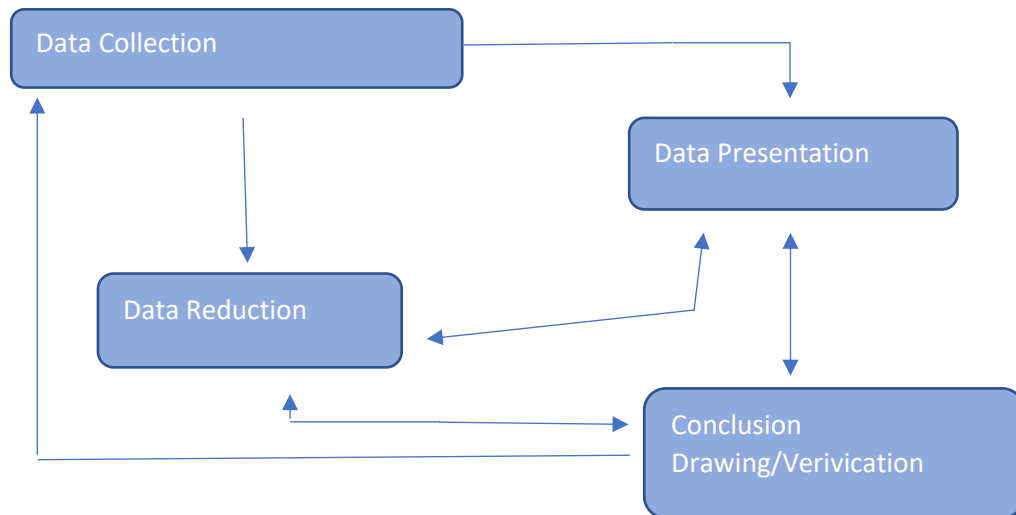 Data Collection
Data Presentation
Data Reduction
Conclusion
Drawing/Verivication